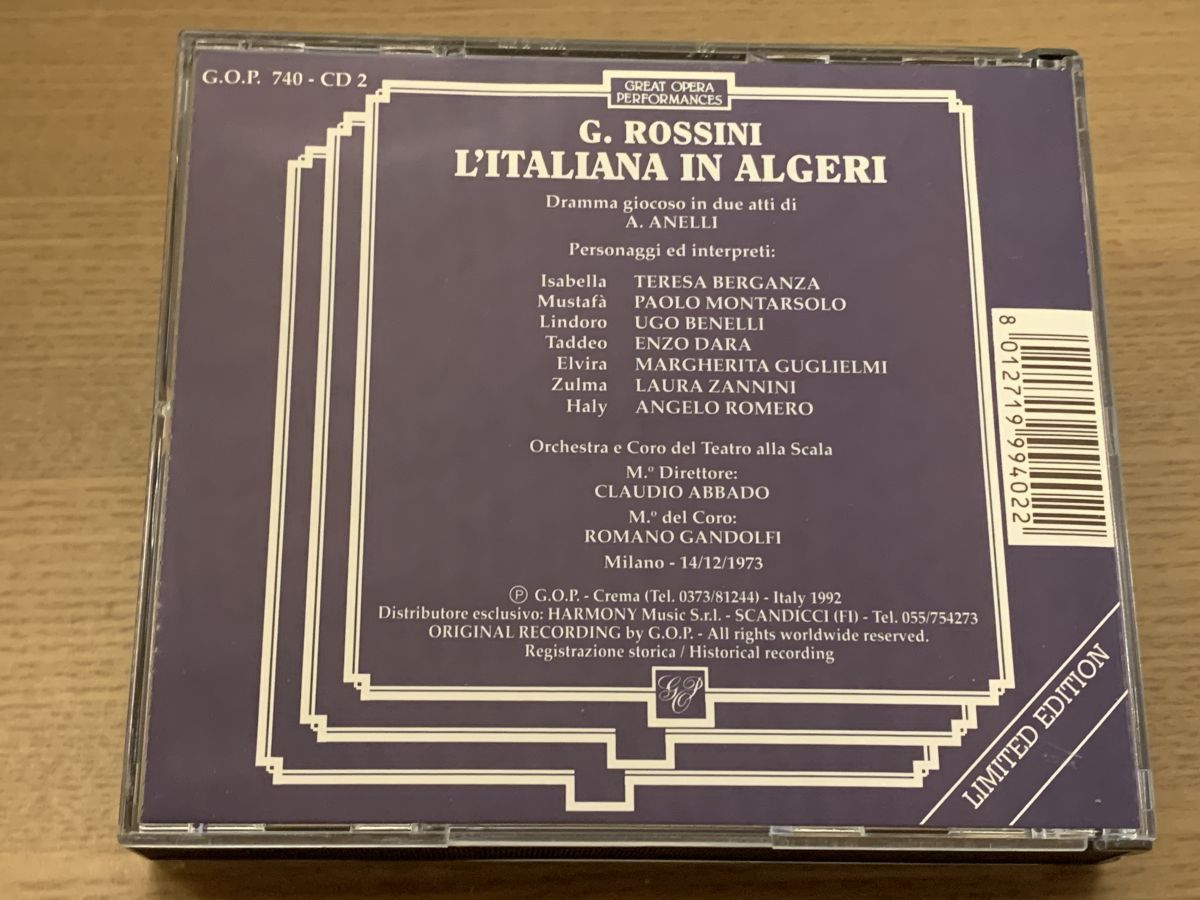 G.O.P. 740 - CD 2
GREAT OPERA
PERFORMANCES
G. ROSSINI
L'ITALIANA IN ALGERI
Dramma giocoso in due atti di
A. ANELLI
Personaggi ed interpreti:
Isabella TERESA BERGANZA
Mustafà PAOLO MONTARSOLO
Lindoro UGO BENELLI
Taddeo ENZO DARA
Elvira MARGHERITA GUGLIELMI
Zulma LAURA ZANNINI
Haly ANGELO ROMERO
Orchestra e Coro del Teatro alla Scala
M.º Direttore:
CLAUDIO ABBADO
M.º del Coro:
ROMANO GANDOLFI
Milano - 14/12/1973
Ⓟ G.O.P. - Crema (Tel. 0373/81244) - Italy 1992
Distributore esclusivo: HARMONY Music S.r.l. - SCANDICCI (FI) - Tel. 055/754273
ORIGINAL RECORDING by G.O.P. - All rights worldwide reserved.
Registrazione storica / Historical recording
GOP
8 012719 994022
LIMITED EDITION